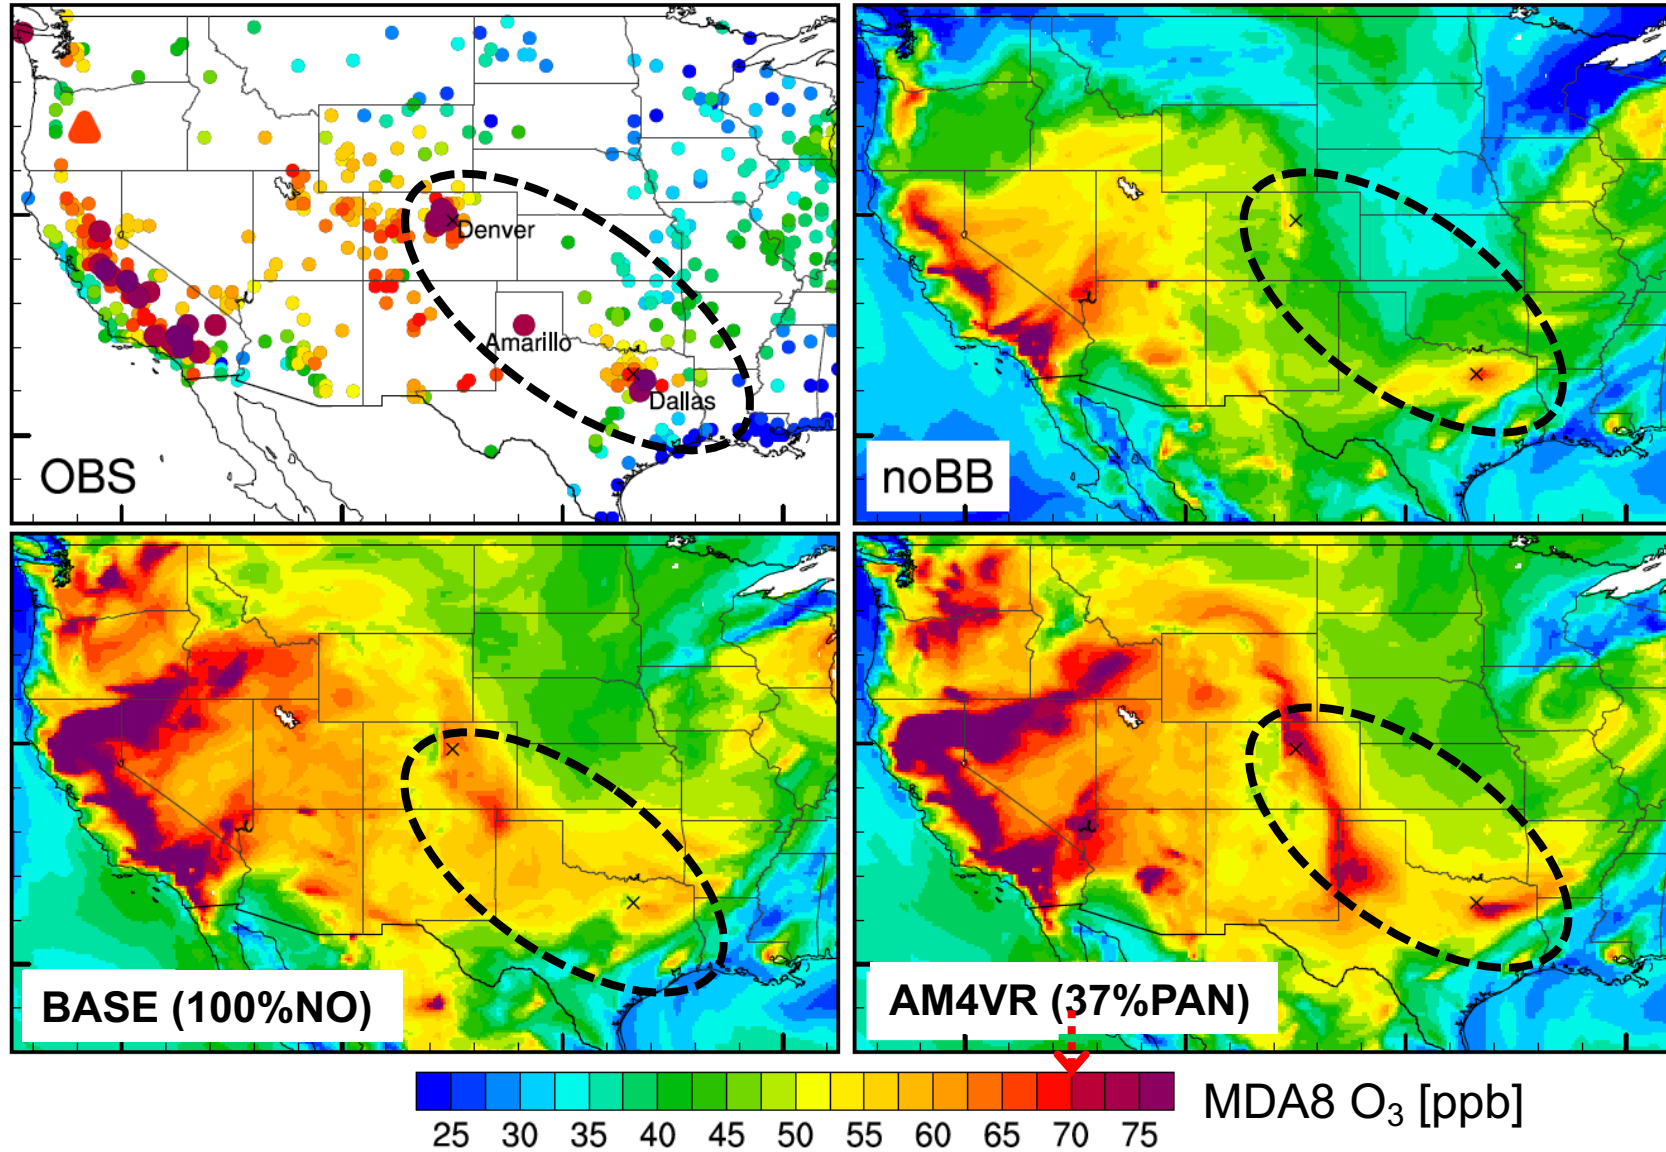 Denver
Amarillo
Dallas
OBS
noBB
BASE (100%NO)
AM4VR (37%PAN)
25 30 35 40 45 50 55 60 65 70 75
MDA8 O₃ [ppb]